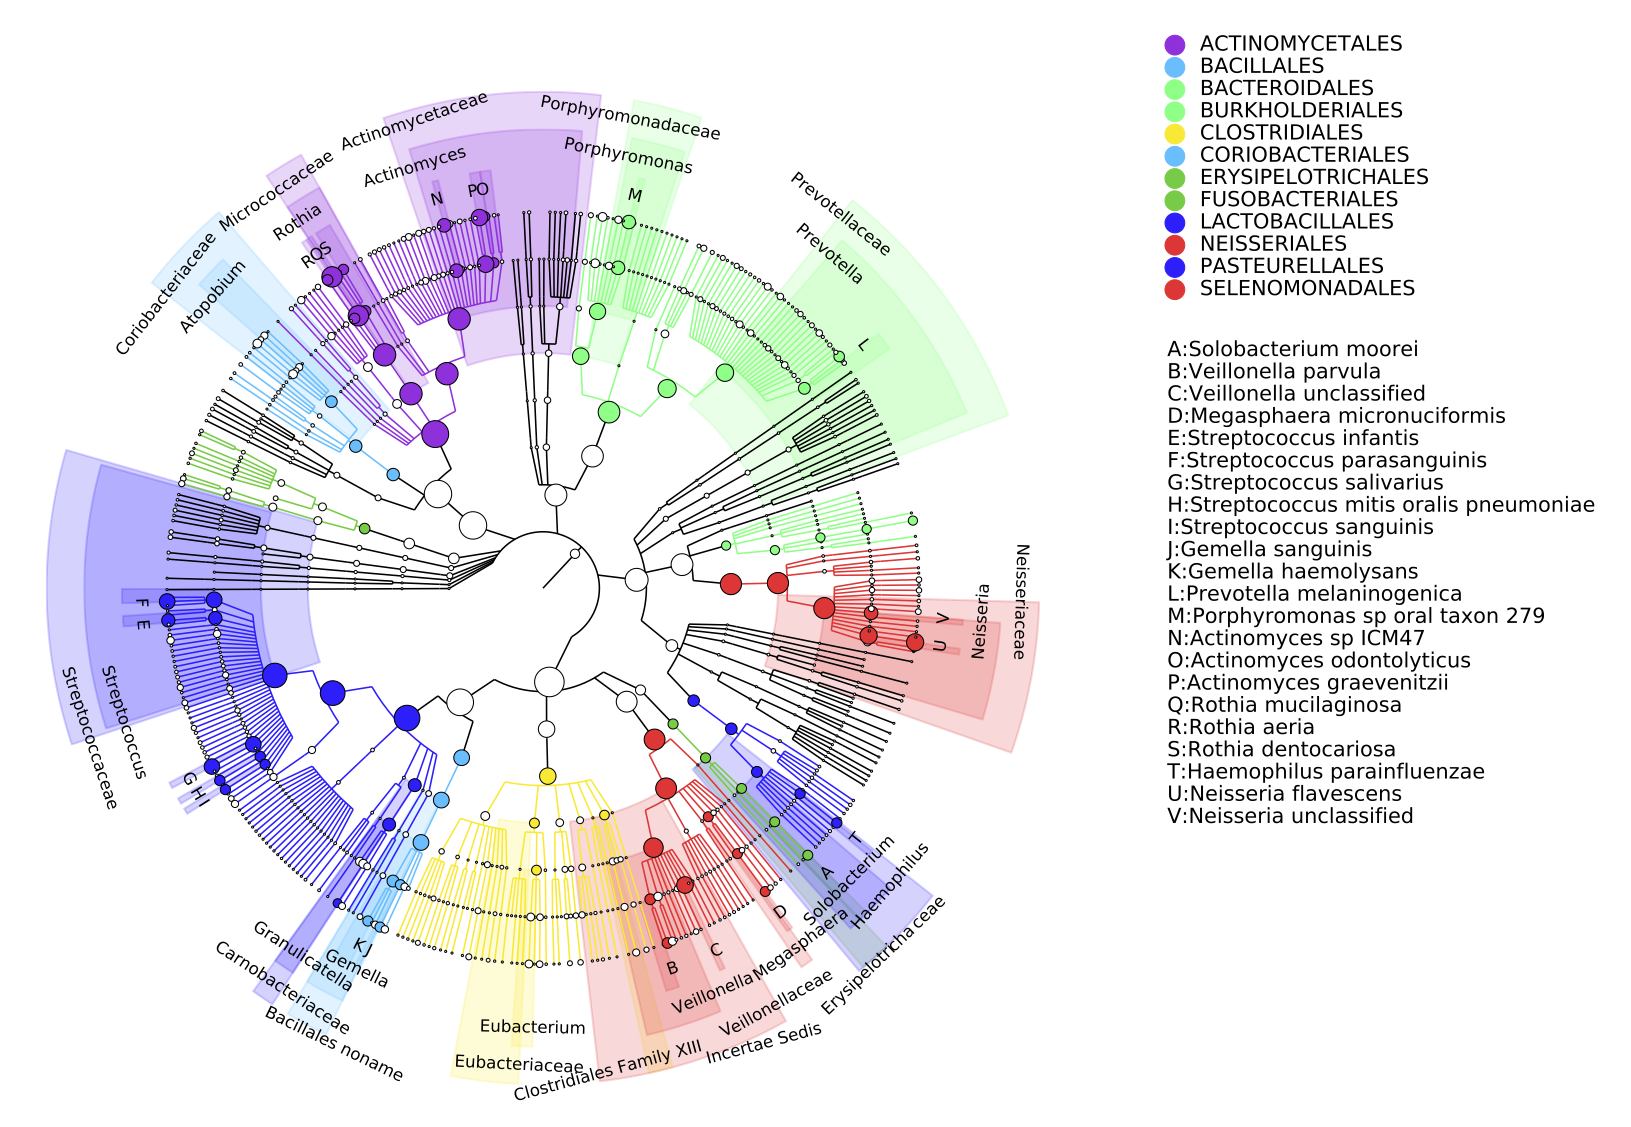 ACTINOMYCETALES
BACILLALES
BACTEROIDALES
BURKHOLDERIALES
CLOSTRIDIALES
CORIOBACTERIALES
ERYSIPELOTRICHALES
FUSOBACTERIALES
LACTOBACILLALES
NEISSERIALES
PASTEURELLALES
SELENOMONADALES
A:Solobacterium moorei
B:Veillonella parvula
C:Veillonella unclassified
D:Megasphaera micronuciformis
E:Streptococcus infantis
F:Streptococcus parasanguinis
G:Streptococcus salivarius
H:Streptococcus mitis oralis pneumoniae
I:Streptococcus sanguinis
J:Gemella sanguinis
K:Gemella haemolysans
L:Prevotella melaninogenica
M:Porphyromonas sp oral taxon 279
N:Actinomyces sp ICM47
O:Actinomyces odontolyticus
P:Actinomyces graevenitzii
Q:Rothia mucilaginosa
R:Rothia aeria
S:Rothia dentocariosa
T:Haemophilus parainfluenzae
U:Neisseria flavescens
V:Neisseria unclassified
Actinomycetaceae
Actinomyces
N
P
O
Porphyromonadaceae
Porphyromonas
M
Prevotellaceae
Prevotella
L
Micrococcaceae
Rothia
R
Q
S
Coriobacteriaceae
Atopobium
Neisseriaceae
Neisseria
V
U
F
E
Streptococcus
Streptococcaceae
G
H
I
T
Haemophilus
A
Solobacterium
Erysipelotrichaceae
D
Megasphaera
C
B
Veillonella
Veillonellaceae
Incertae Sedis
Clostridiales Family XIII
Eubacterium
Eubacteriaceae
K
J
Gemella
Granulicatella
Carnobacteriaceae
Bacillales noname